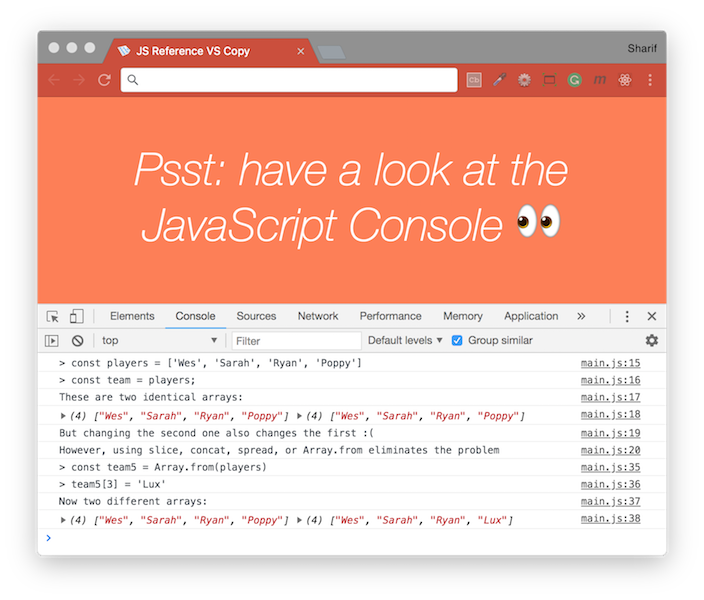 JS Reference VS Copy
Sharif
Psst: have a look at the
JavaScript Console 👀
Elements Console Sources Network Performance Memory Application »
top Filter Default levels Group similar
> const players = ['Wes', 'Sarah', 'Ryan', 'Poppy'] main.js:15
> const team = players; main.js:16
These are two identical arrays: main.js:17
(4) ["Wes", "Sarah", "Ryan", "Poppy"] (4) ["Wes", "Sarah", "Ryan", "Poppy"] main.js:18
But changing the second one also changes the first :( main.js:19
However, using slice, concat, spread, or Array.from eliminates the problem main.js:20
> const team5 = Array.from(players) main.js:35
> team5[3] = 'Lux' main.js:36
Now two different arrays: main.js:37
(4) ["Wes", "Sarah", "Ryan", "Poppy"] (4) ["Wes", "Sarah", "Ryan", "Lux"] main.js:38
>